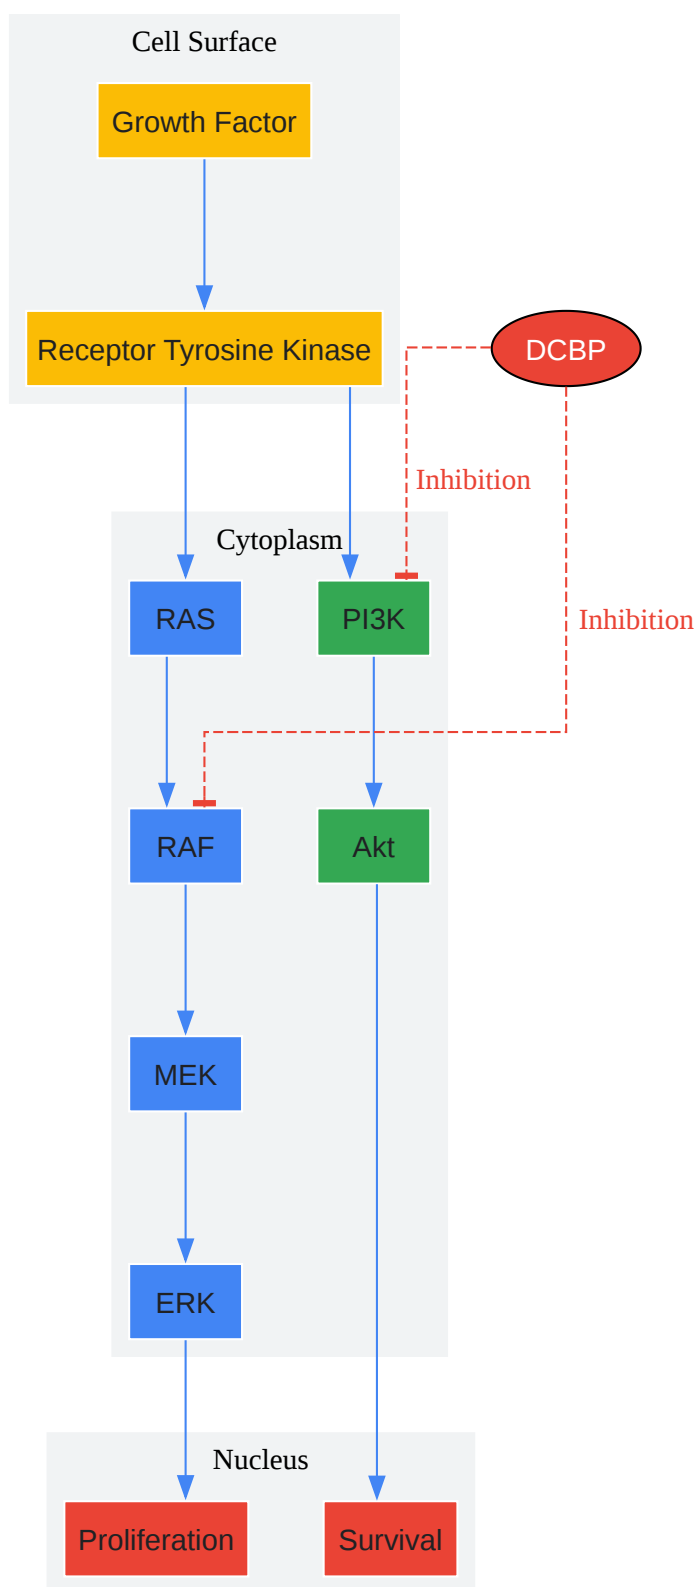 Cell Surface
Growth Factor
Receptor Tyrosine Kinase
DCBP
Inhibition
Cytoplasm
RAS
PI3K
Inhibition
RAF
Akt
MEK
ERK
Nucleus
Proliferation
Survival